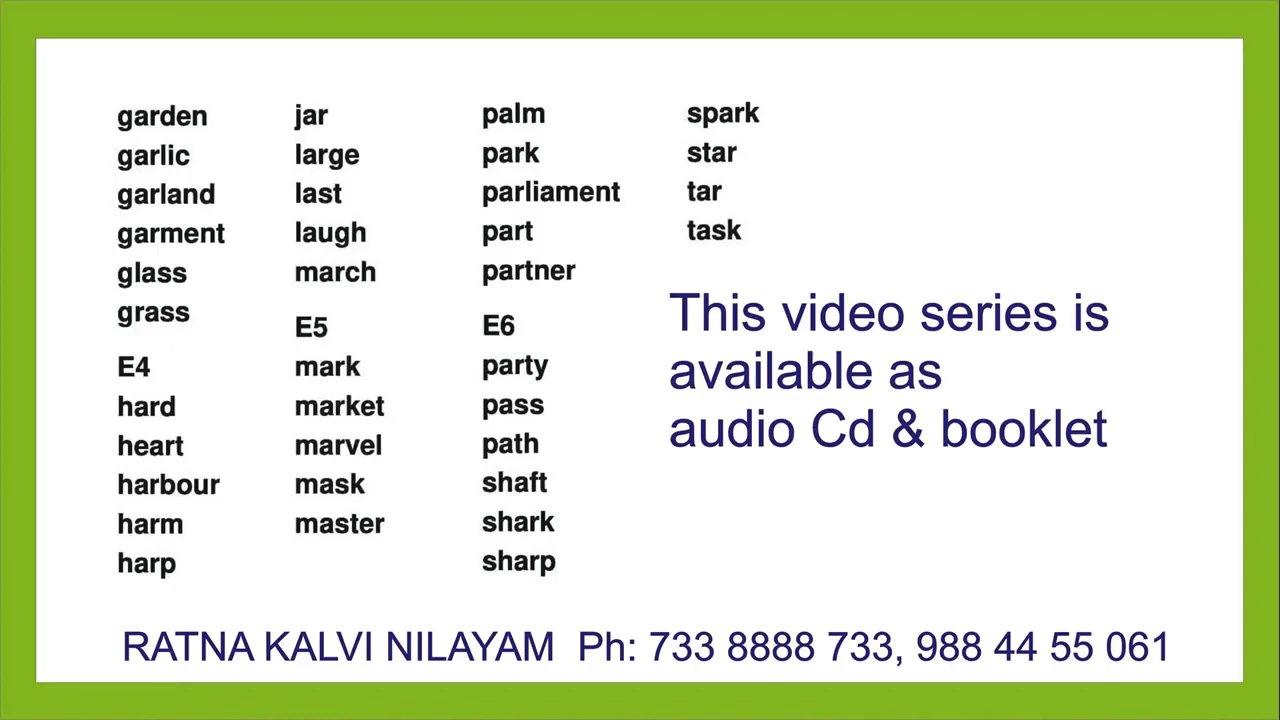 garden
garlic
garland
garment
glass
grass
E4
hard
heart
harbour
harm
harp
jar
large
last
laugh
march
E5
mark
market
marvel
mask
master
palm
park
parliament
part
partner
E6
party
pass
path
shaft
shark
sharp
spark
star
tar
task
This video series is
available as
audio Cd & booklet
RATNA KALVI NILAYAM Ph: 733 8888 733, 988 44 55 061